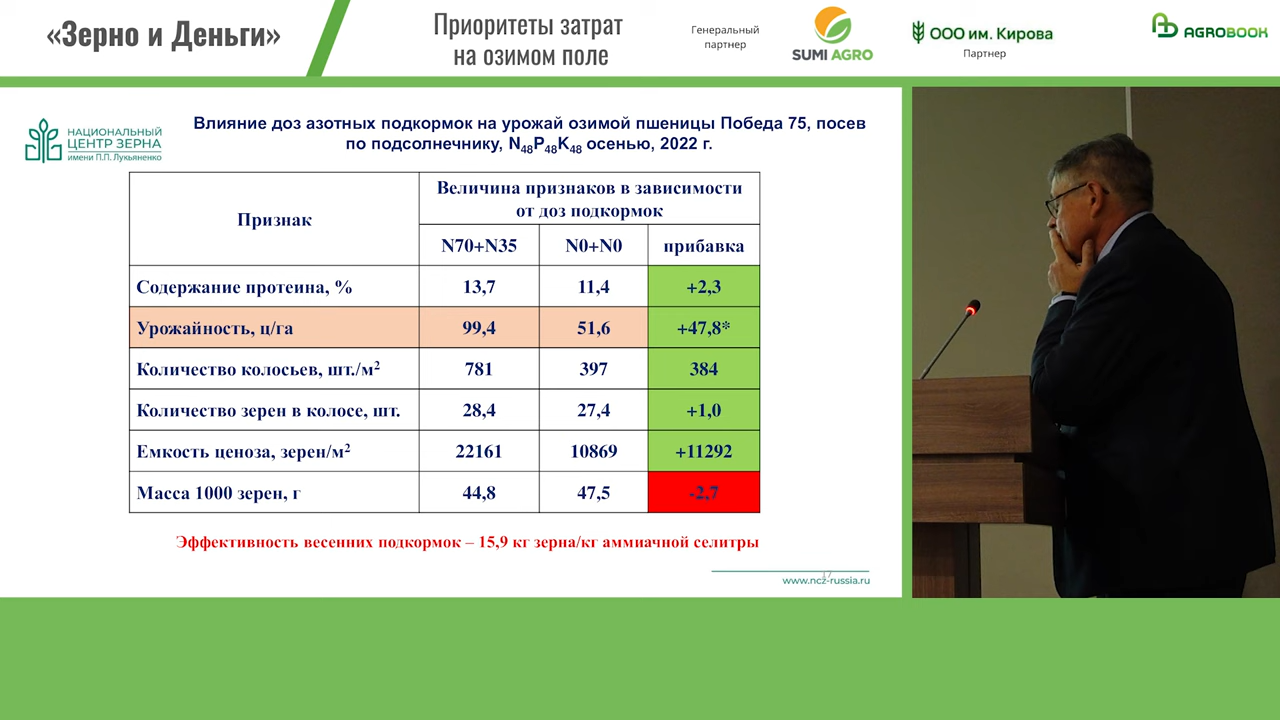 «Зерно и Деньги»
Приоритеты затрат
на озимом поле
Генеральный
партнер
SUMI AGRO
ООО им. Кирова
Партнер
AGROBOOK
НАЦИОНАЛЬНЫЙ
ЦЕНТР ЗЕРНА
имени П.П. Лукьяненко
Влияние доз азотных подкормок на урожай озимой пшеницы Победа 75, посев
по подсолнечнику, N48P48K48 осенью, 2022 г.
Признак
Величина признаков в зависимости
от доз подкормок
N70+N35 N0+N0 прибавка
Содержание протеина, % 13,7 11,4 +2,3
Урожайность, ц/га 99,4 51,6 +47,8*
Количество колосьев, шт./м2 781 397 384
Количество зерен в колосе, шт. 28,4 27,4 +1,0
Емкость ценоза, зерен/м2 22161 10869 +11292
Масса 1000 зерен, г 44,8 47,5 -2,7
Эффективность весенних подкормок – 15,9 кг зерна/кг аммиачной селитры
www.ncz-russia.ru